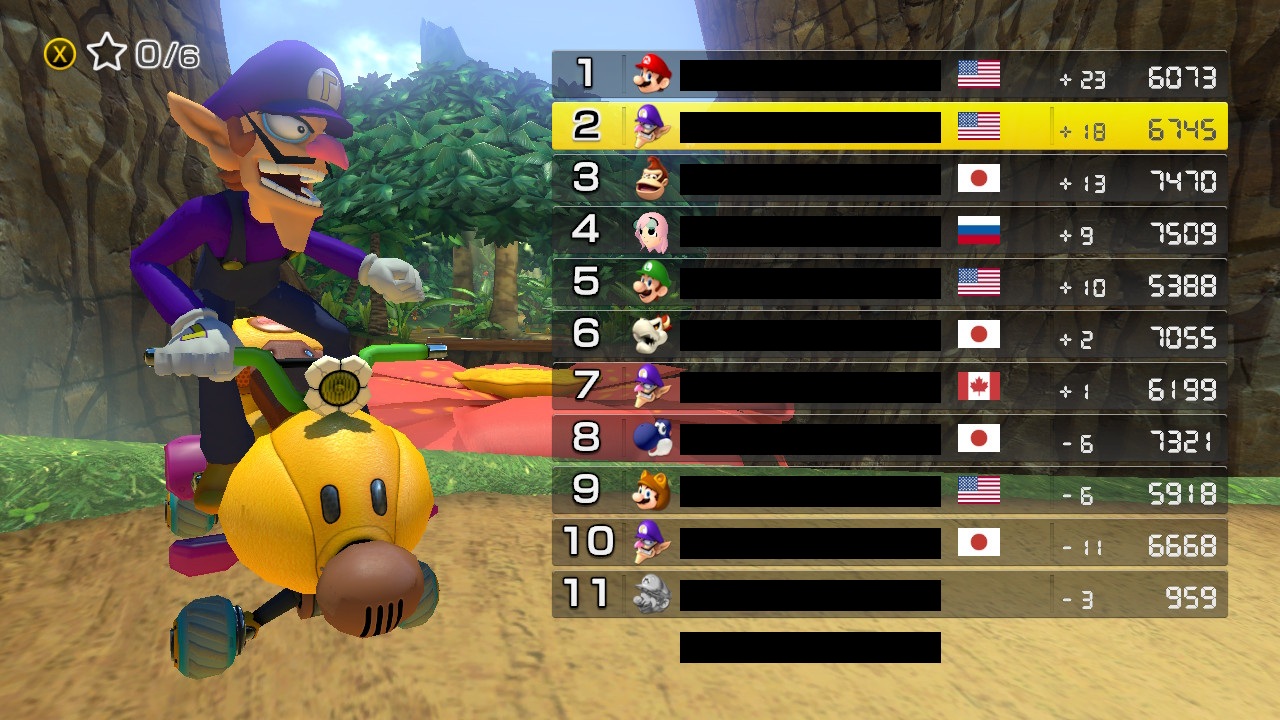 X 0/6
1 + 23 6073
2 + 18 6745
3 + 13 7470
4 + 9 7509
5 + 10 5388
6 + 2 7055
7 + 1 6199
8 - 6 7321
9 - 6 5918
10 - 11 6668
11 - 3 959